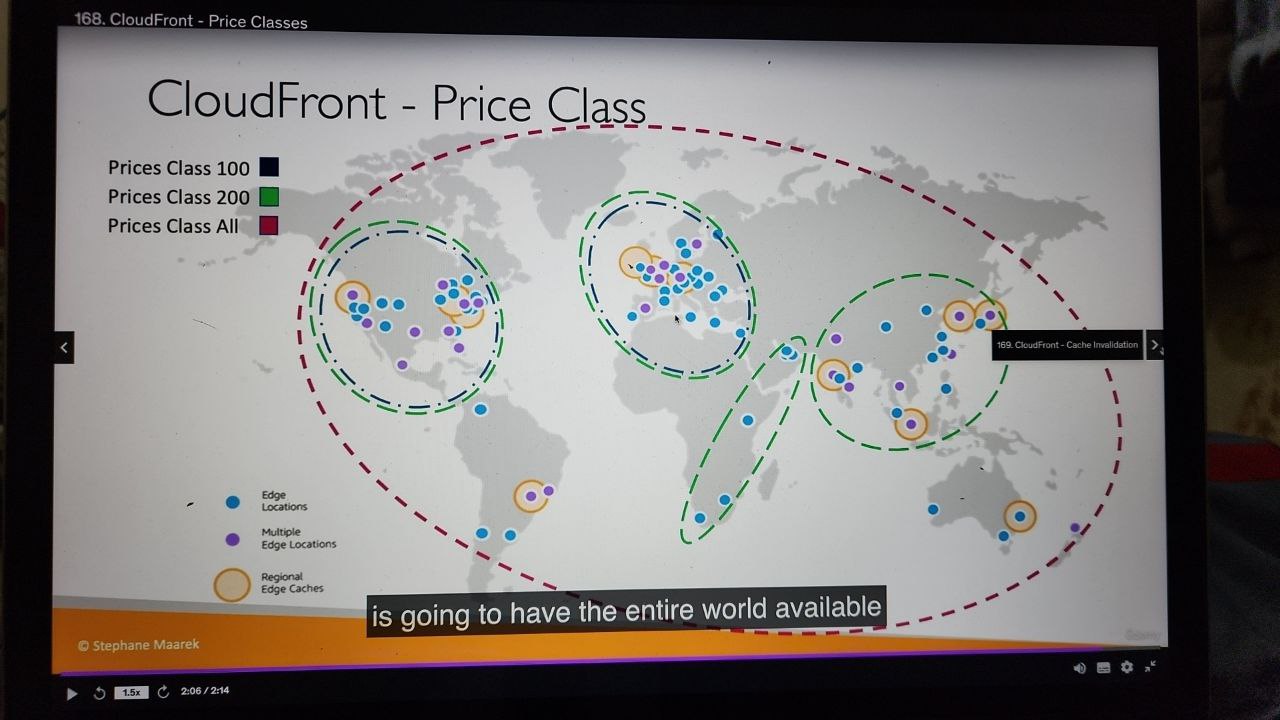 168. CloudFront - Price Classes
CloudFront - Price Class
Prices Class 100
Prices Class 200
Prices Class All
169. CloudFront - Cache Invalidation
Edge
Locations
Multiple
Edge Locations
Regional
Edge Caches
is going to have the entire world available
© Stephane Maarek
Udemy
1.5x
2:06 / 2:14